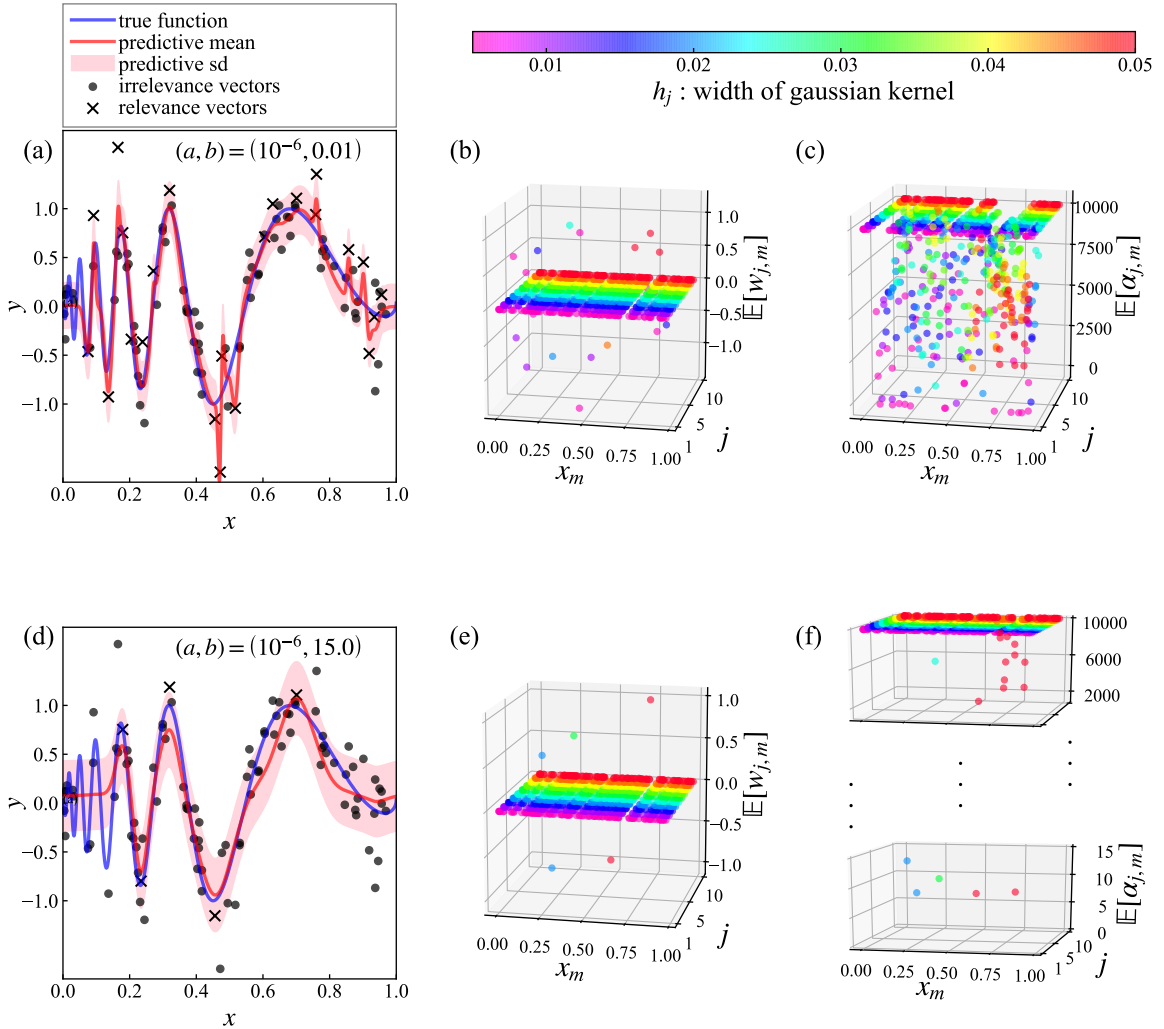 true function
predictive mean
predictive sd
irrelevance vectors
relevance vectors
0.01 0.02 0.03 0.04 0.05
h_j : width of gaussian kernel
(a)
(a, b) = (10^{-6}, 0.01)
1.0
0.5
0.0
−0.5
−1.0
y
0.0 0.2 0.4 0.6 0.8 1.0
x
(b)
1.0
0.5
0.0
−0.5
−1.0
𝔼[w_{j,m}]
10
5
1
j
0.00 0.25 0.50 0.75 1.00
x_m
(c)
10000
7500
5000
2500
0
𝔼[α_{j,m}]
10
5
1
j
0.00 0.25 0.50 0.75 1.00
x_m
(d)
(a, b) = (10^{-6}, 15.0)
1.0
0.5
0.0
−0.5
−1.0
y
0.0 0.2 0.4 0.6 0.8 1.0
x
(e)
1.0
0.5
0.0
−0.5
−1.0
𝔼[w_{j,m}]
10
5
1
j
0.00 0.25 0.50 0.75 1.00
x_m
(f)
10000
6000
2000
15
10
5
0
𝔼[α_{j,m}]
10
5
1
j
0.00 0.25 0.50 0.75 1.00
x_m